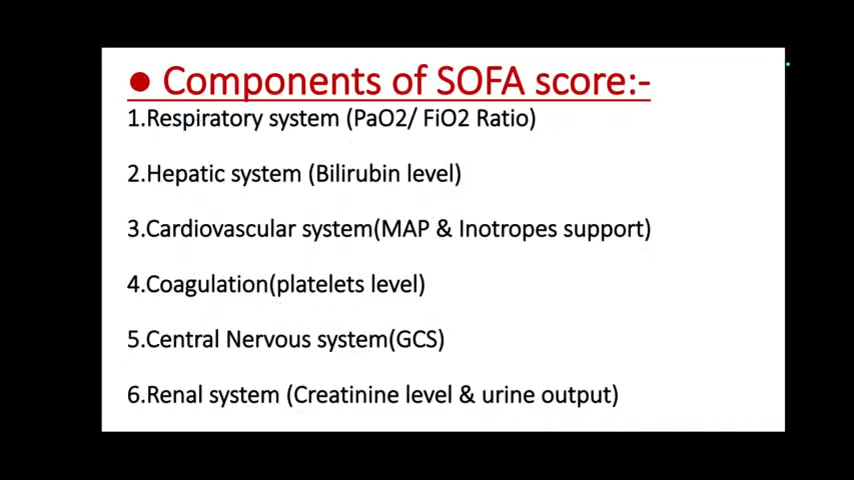 ● Components of SOFA score:-
1.Respiratory system (PaO2/ FiO2 Ratio)
2.Hepatic system (Bilirubin level)
3.Cardiovascular system(MAP & Inotropes support)
4.Coagulation(platelets level)
5.Central Nervous system(GCS)
6.Renal system (Creatinine level & urine output)